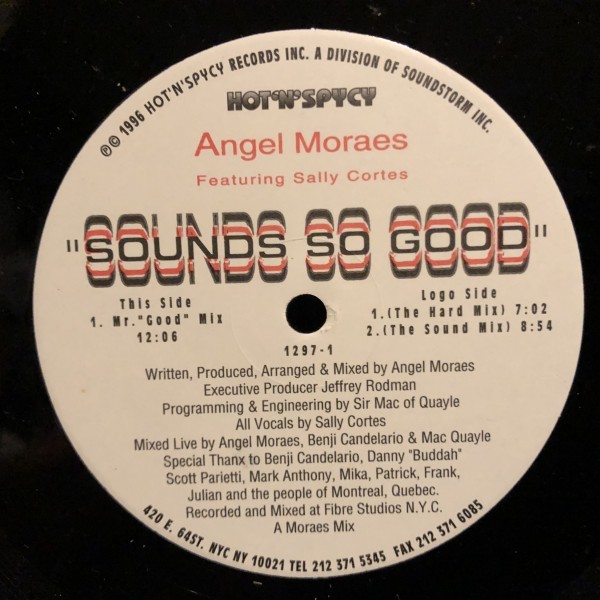 ℗© 1996 HOT'N'SPYCY RECORDS INC. A DIVISION OF SOUNDSTORM INC.
HOT'N'SPYCY
Angel Moraes
Featuring Sally Cortes
"SOUNDS SO GOOD"
This Side
1. Mr."Good" Mix
12:06
Logo Side
1.(The Hard Mix) 7:02
2.(The Sound Mix) 8:54
1297-1
Written, Produced, Arranged & Mixed by Angel Moraes
Executive Producer Jeffrey Rodman
Programming & Engineering by Sir Mac of Quayle
All Vocals by Sally Cortes
Mixed Live by Angel Moraes, Benji Candelario & Mac Quayle
Special Thanx to Benji Candelario, Danny "Buddah"
Scott Parietti, Mark Anthony, Mika, Patrick, Frank,
Julian and the people of Montreal, Quebec.
Recorded and Mixed at Fibre Studios N.Y.C.
A Moraes Mix
420 E. 64ST. NYC NY 10021 TEL 212 371 5345 FAX 212 371 6085